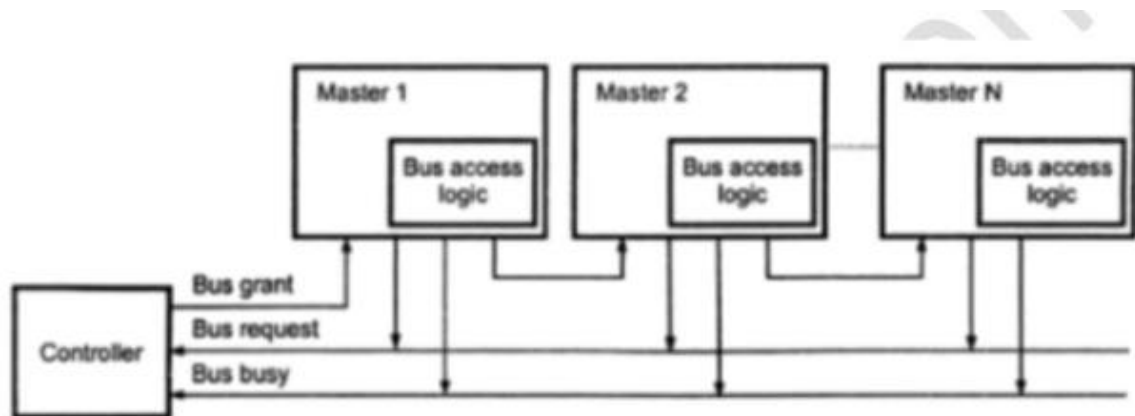 Master 1
Bus access
logic
Master 2
Bus access
logic
Master N
Bus access
logic
Bus grant
Bus request
Controller
Bus busy